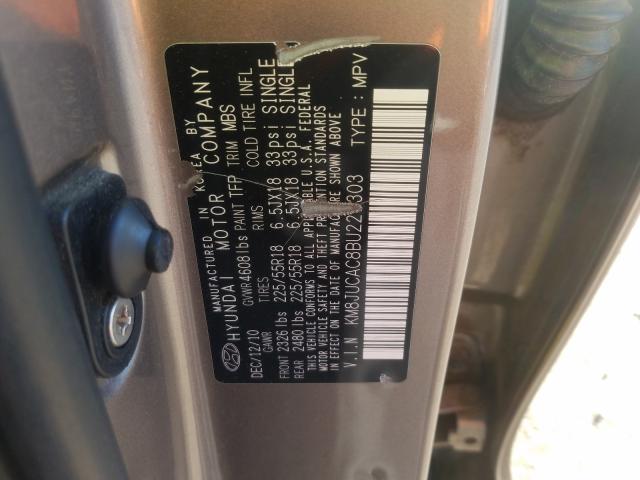 MANUFACTURED IN KOREA BY
HYUNDAI MOTOR COMPANY
DEC/12/10 GVWR 4608lbs PAINT TFP TRIM MBS
GAWR TIRES RIMS COLD TIRE INFL
FRONT 2326 lbs 225/55R18 6.5JX18 33psi SINGLE
REAR 2480 lbs 225/55R18 6.5JX18 33psi SINGLE
THIS VEHICLE CONFORMS TO ALL APPLICABLE U.S.A. FEDERAL
MOTOR VEHICLE SAFETY AND THEFT PREVENTION STANDARDS
IN EFFECT ON THE DATE OF MANUFACTURE SHOWN ABOVE
V.I.N TYPE : MPV